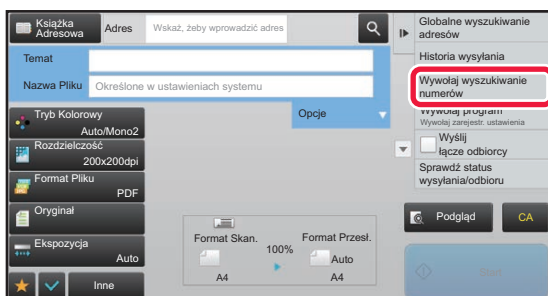 Książka
Adresowa
Adres
Wskaż, żeby wprowadzić adres
Temat
Nazwa Pliku
Określone w ustawieniach systemu
Opcje
Tryb Kolorowy
Auto/Mono2
Rozdzielczość
200x200dpi
Format Pliku
PDF
Oryginał
Ekspozycja
Auto
Inne
Format Skan.
100%
Format Przesł.
A4
Auto
A4
Globalne wyszukiwanie
adresów
Historia wysyłania
Wywołaj wyszukiwanie
numerów
Wywołaj program
Wywołaj zarejestr. ustawienia
Wyślij
łącze odbiorcy
Sprawdź status
wysyłania/odbioru
Podgląd
CA
Start